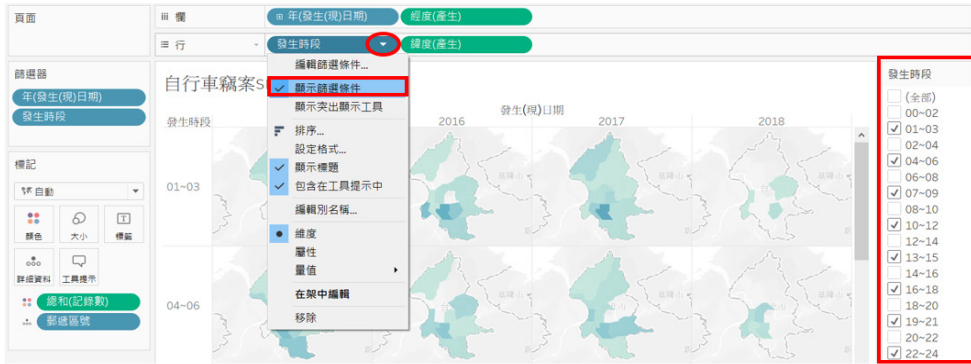 頁面
iii 欄
年(發生(現)日期)
經度(產生)
行
發生時段
緯度(產生)
篩選器
年(發生(現)日期)
發生時段
標記
自動
顏色
大小
標籤
詳細資料
工具提示
總和(記錄數)
郵遞區號
自行車竊案s
編輯篩選條件...
顯示篩選條件
顯示突出顯示工具
排序...
設定格式...
顯示標題
包含在工具提示中
編輯別名稱...
維度
屬性
量值
在架中編輯
移除
發生(現)日期
發生時段
2016
2017
2018
01~03
04~06
發生時段
(全部)
00~02
01~03
02~04
04~06
06~08
07~09
08~10
10~12
12~14
13~15
14~16
16~18
18~20
19~21
20~22
22~24